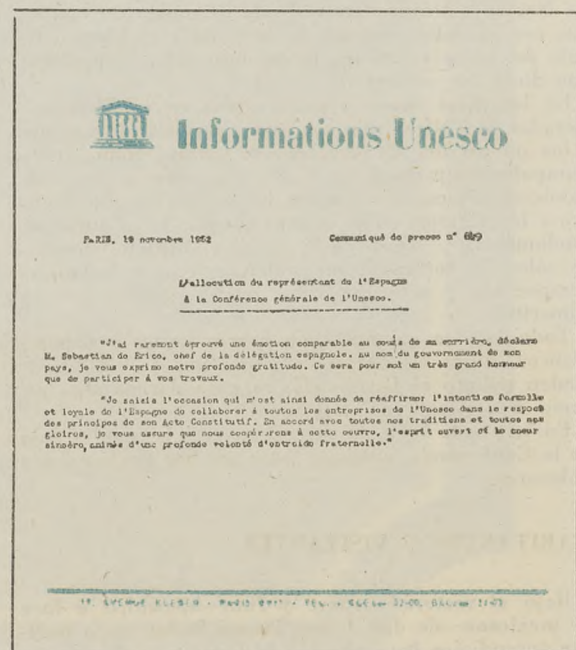 Informations Unesco
PARIS, 19 novembre 1952
Communiqué de presse n° 649
L'allocution du représentant de l'Espagne
à la Conférence générale de l'Unesco.
"J'ai rarement éprouvé une émotion comparable au cours de ma carrière, déclare
M. Sebastian de Erice, chef de la délégation espagnole. Au nom du gouvernement de mon
pays, je vous exprime notre profonde gratitude. Ce sera pour moi un très grand honneur
que de participer à vos travaux.
"Je saisis l'occasion qui m'est ainsi donnée de réaffirmer l'intention formelle
et loyale de l'Espagne de collaborer à toutes les entreprises de l'Unesco dans le respect
des principes de son Acte Constitutif. En accord avec toutes nos traditions et toutes nos
gloires, je vous assure que nous coopérerons à cette oeuvre, l'esprit ouvert et le coeur
sincère, animés d'une profonde volonté d'entraide fraternelle."
19, AVENUE KLEBER - PARIS